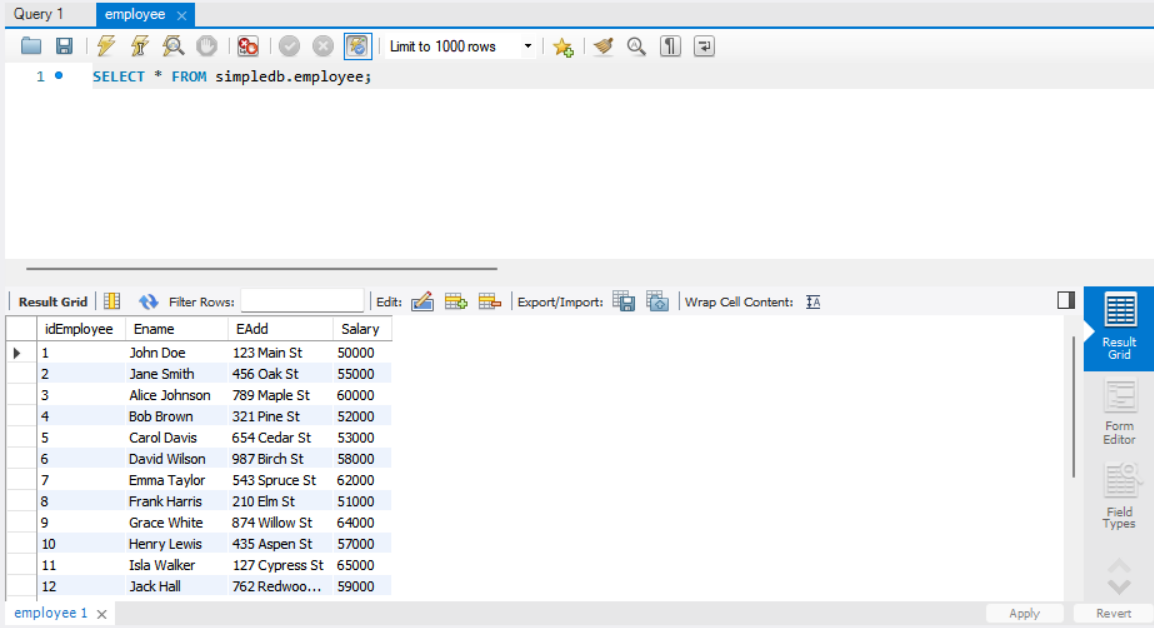 Query 1 employee ×
Limit to 1000 rows
1 SELECT * FROM simpledb.employee;
Result Grid Filter Rows: Edit: Export/Import: Wrap Cell Content: IA
idEmployee Ename EAdd Salary
1 John Doe 123 Main St 50000
2 Jane Smith 456 Oak St 55000
3 Alice Johnson 789 Maple St 60000
4 Bob Brown 321 Pine St 52000
5 Carol Davis 654 Cedar St 53000
6 David Wilson 987 Birch St 58000
7 Emma Taylor 543 Spruce St 62000
8 Frank Harris 210 Elm St 51000
9 Grace White 874 Willow St 64000
10 Henry Lewis 435 Aspen St 57000
11 Isla Walker 127 Cypress St 65000
12 Jack Hall 762 Redwoo... 59000
Result
Grid
Form
Editor
Field
Types
employee 1 × Apply Revert